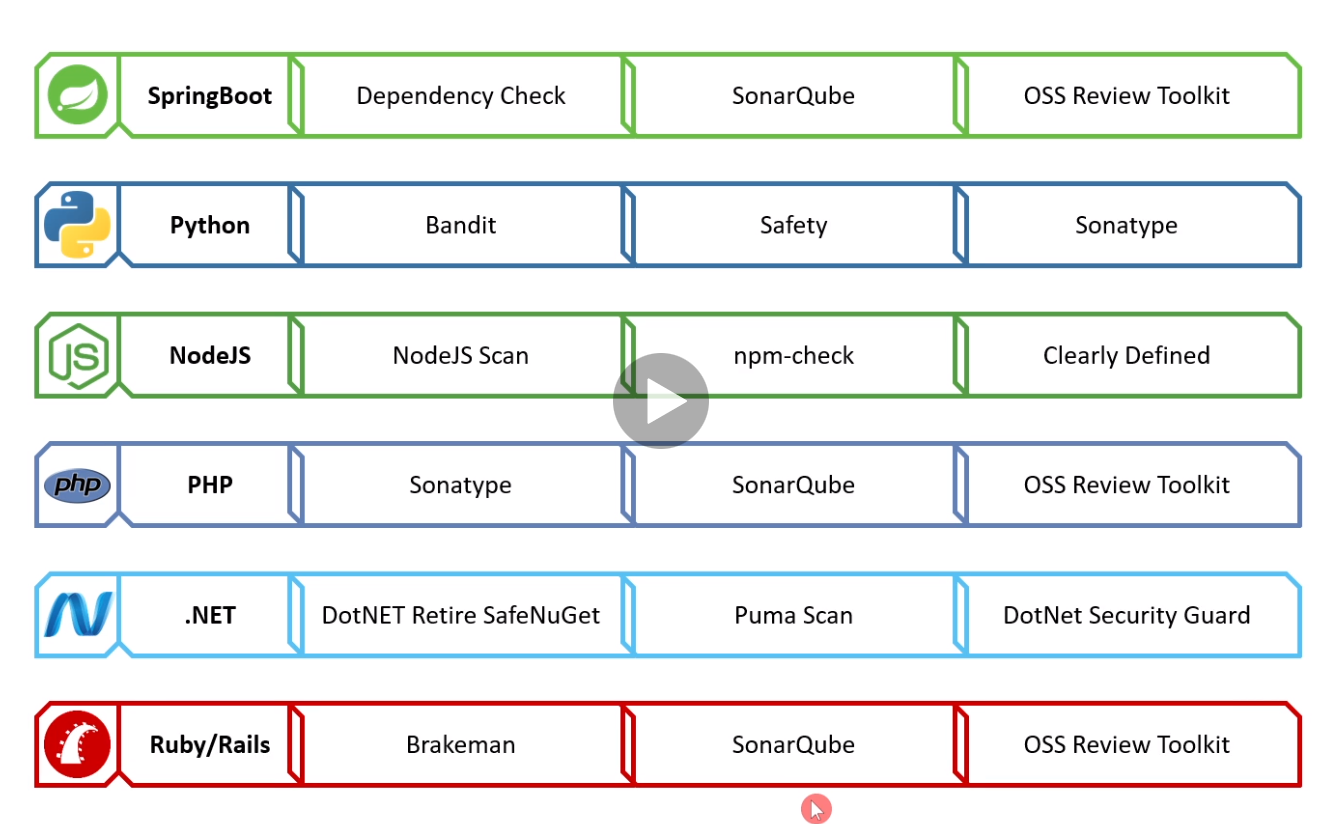 SpringBoot Dependency Check SonarQube OSS Review Toolkit
Python Bandit Safety Sonatype
JS NodeJS NodeJS Scan npm-check Clearly Defined
php PHP Sonatype SonarQube OSS Review Toolkit
.NET DotNET Retire SafeNuGet Puma Scan DotNet Security Guard
Ruby/Rails Brakeman SonarQube OSS Review Toolkit